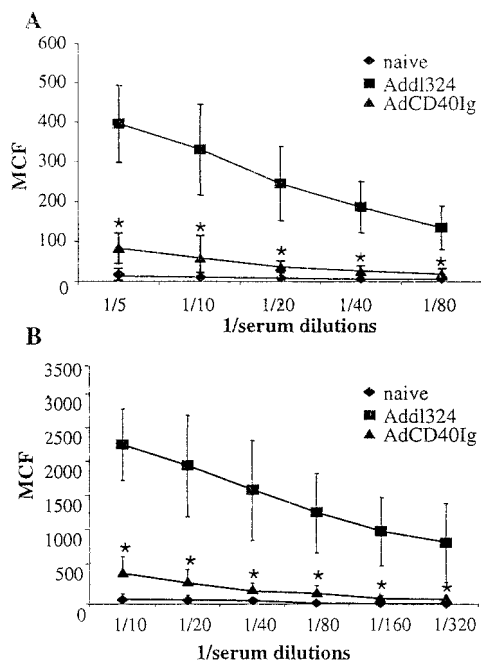 A
600
500
400
300
200
100
0
MCF
naive
Addl324
AdCD40Ig
* * * * *
1/5 1/10 1/20 1/40 1/80
1/serum dilutions
B
3500
3000
2500
2000
1500
1000
500
0
MCF
naive
Addl324
AdCD40Ig
* * * * * *
1/10 1/20 1/40 1/80 1/160 1/320
1/serum dilutions